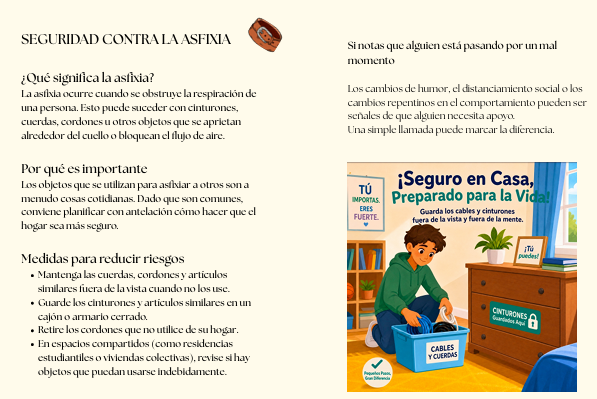 SEGURIDAD CONTRA LA ASFIXIA
¿Qué significa la asfixia?
La asfixia ocurre cuando se obstruye la respiración de
una persona. Esto puede suceder con cinturones,
cuerdas, cordones u otros objetos que se aprietan
alrededor del cuello o bloquean el flujo de aire.
Por qué es importante
Los objetos que se utilizan para asfixiar a otros son a
menudo cosas cotidianas. Dado que son comunes,
conviene planificar con antelación cómo hacer que el
hogar sea más seguro.
Medidas para reducir riesgos
Mantenga las cuerdas, cordones y artículos
similares fuera de la vista cuando no los use.
Guarde los cinturones y artículos similares en un
cajón o armario cerrado.
Retire los cordones que no utilice de su hogar.
En espacios compartidos (como residencias
estudiantiles o viviendas colectivas), revise si hay
objetos que puedan usarse indebidamente.
Si notas que alguien está pasando por un mal
momento
Los cambios de humor, el distanciamiento social o los
cambios repentinos en el comportamiento pueden ser
señales de que alguien necesita apoyo.
Una simple llamada puede marcar la diferencia.
¡Seguro en Casa,
Preparado para la Vida!
Guarda los cables y cinturones
fuera de la vista y fuera de la mente.
TÚ
IMPORTAS.
ERES
FUERTE.
¡Tú
puedes!
CINTURONES
Guardados Aquí
CABLES
Y CUERDAS
Pequeños Pasos,
Gran Diferencia